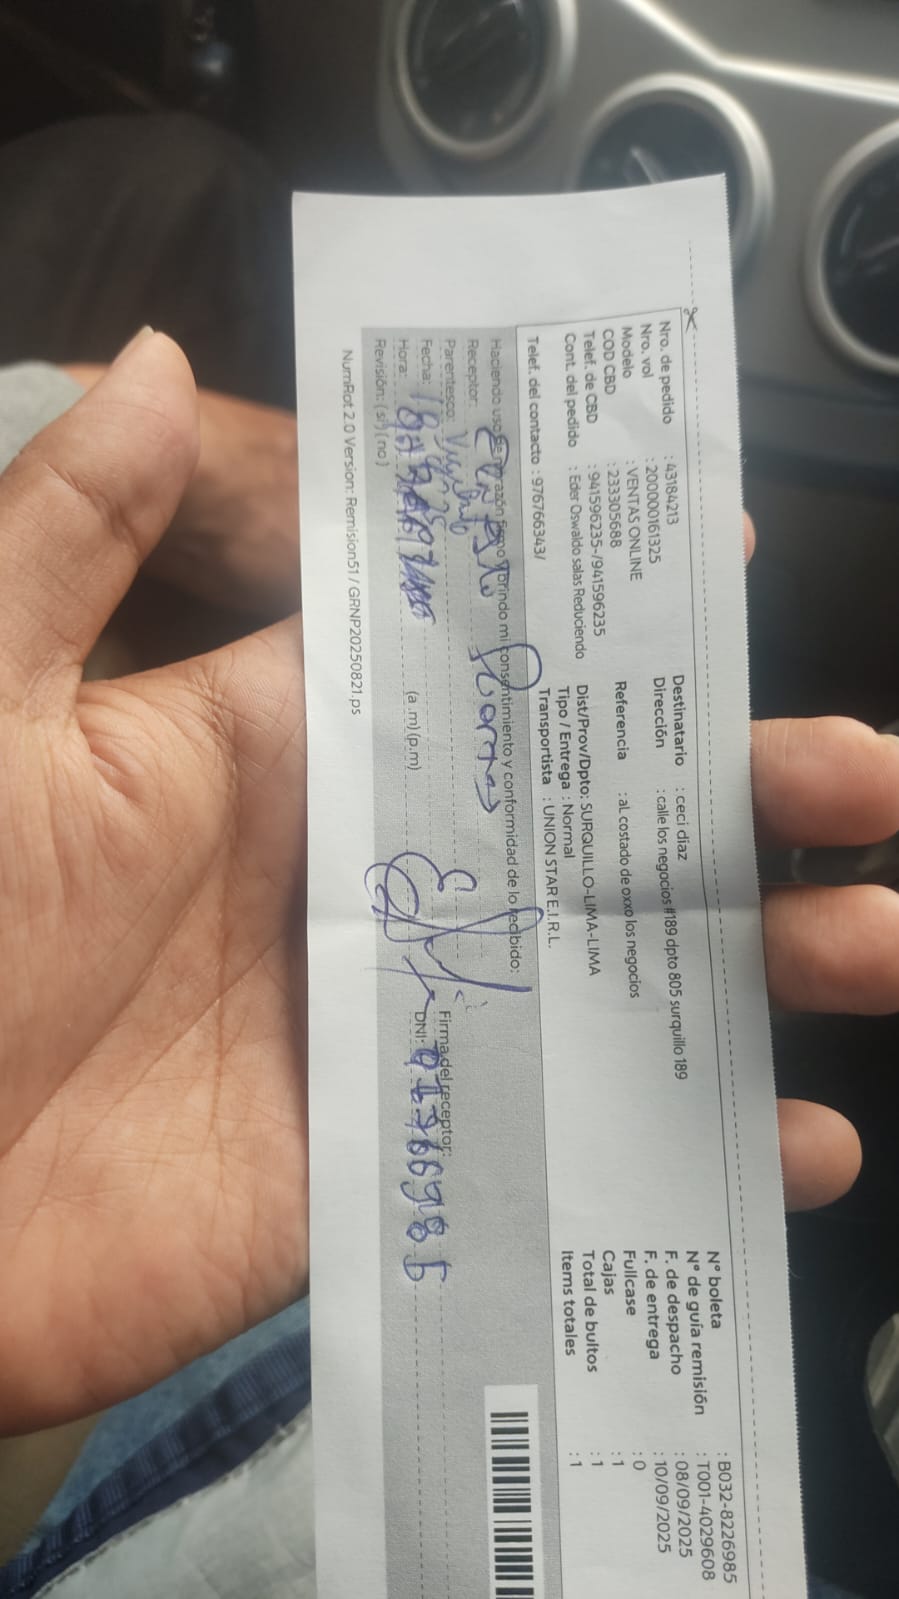 Nro. de pedido : 43184213
Nro. vol : 200000161325
Modelo : VENTAS ONLINE
COD CBD : 233305688
Telef. de CBD : 941596235-/941596235
Cont. del pedido : Eder Oswaldo salas Reduciendo
Telef. del contacto : 976766343/
Destinatario : ceci diaz
Dirección : calle los negocios #189 dpto 805 surquillo 189
Referencia : aL costado de oxxo los negocios
Dist/Prov/Dpto: SURQUILLO-LIMA-LIMA
Tipo / Entrega : Normal
Transportista : UNION STAR E.I.R.L.
N° boleta : B032-8226985
N° de guía remisión : T001-4029608
F. de despacho : 08/09/2025
F. de entrega : 10/09/2025
Fullcase : 0
Cajas : 1
Total de bultos : 1
Items totales : 1
Haciendo uso de mi razón firmo y brindo mi consentimiento y conformidad de lo recibido:
Receptor:
Parentesco:
Fecha:
Hora: (a.m)(p.m)
Revisión: (si) (no)
Firma del receptor:
DNI:
NumRot 2.0 Version: Remision51 / GRNP20250821.ps